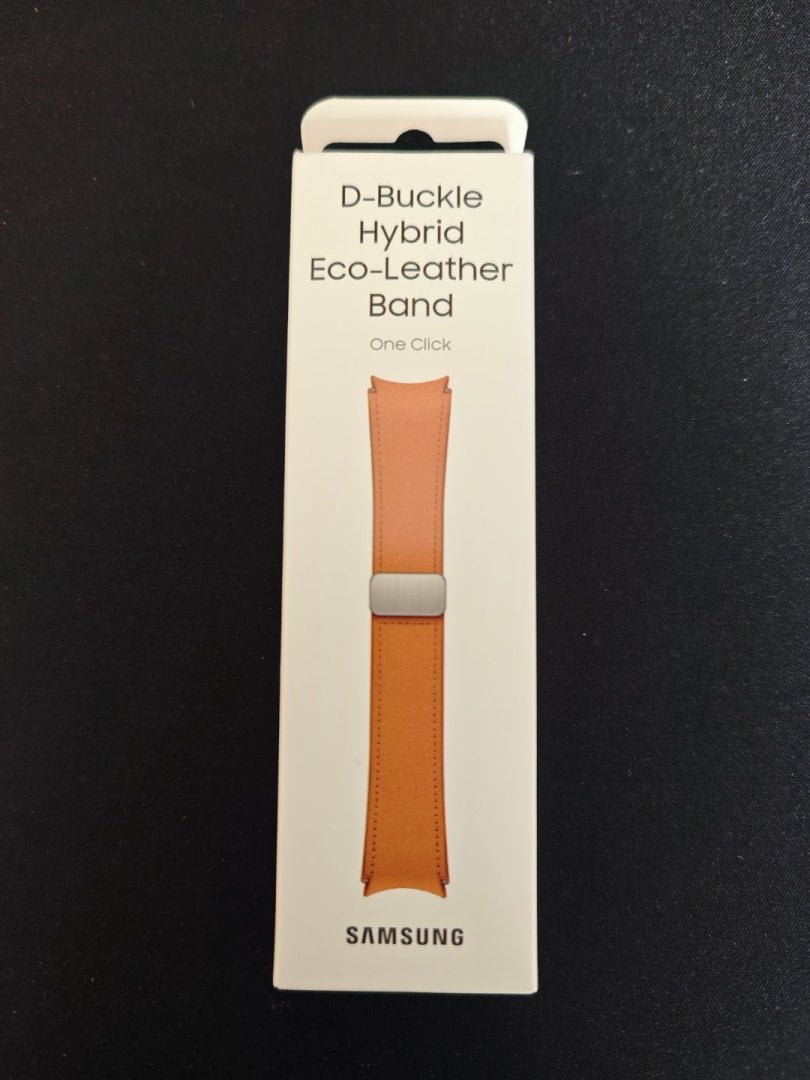 D-Buckle
Hybrid
Eco-Leather
Band
One Click
SAMSUNG